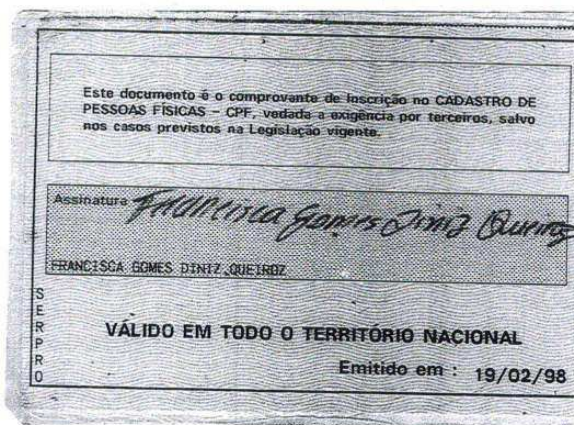 Este documento é o comprovante de inscrição no CADASTRO DE
PESSOAS FÍSICAS – CPF, vedada a exigência por terceiros, salvo
nos casos previstos na Legislação vigente.
Assinatura Francisca Gomes Diniz Queiroz
FRANCISCA GOMES DINIZ QUEIROZ
SERPRO
VÁLIDO EM TODO O TERRITÓRIO NACIONAL
Emitido em : 19/02/98